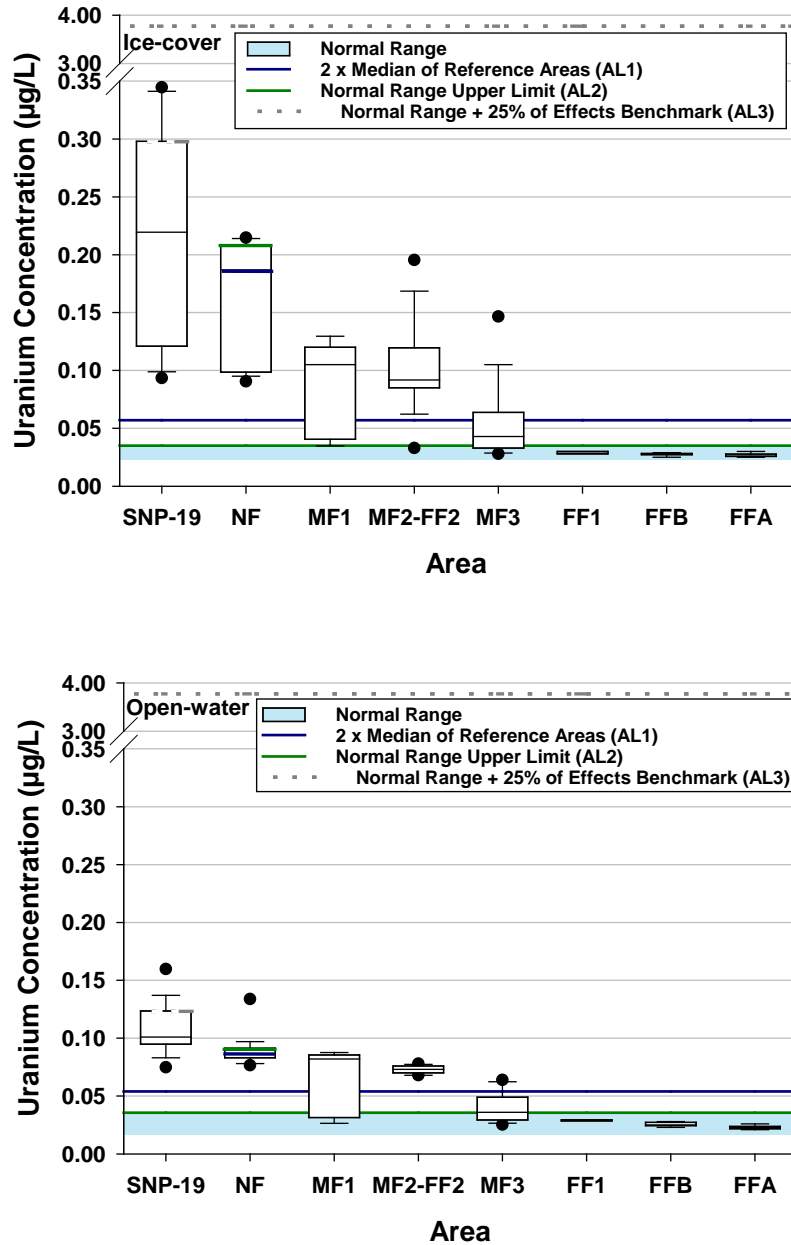 4.00
Ice-cover
3.00
0.35
0.30
0.25
0.20
0.15
0.10
0.05
0.00
Uranium Concentration (µg/L)
Normal Range
2 x Median of Reference Areas (AL1)
Normal Range Upper Limit (AL2)
Normal Range + 25% of Effects Benchmark (AL3)
SNP-19 NF MF1 MF2-FF2 MF3 FF1 FFB FFA
Area
4.00
Open-water
3.00
0.35
0.30
0.25
0.20
0.15
0.10
0.05
0.00
Uranium Concentration (µg/L)
Normal Range
2 x Median of Reference Areas (AL1)
Normal Range Upper Limit (AL2)
Normal Range + 25% of Effects Benchmark (AL3)
SNP-19 NF MF1 MF2-FF2 MF3 FF1 FFB FFA
Area